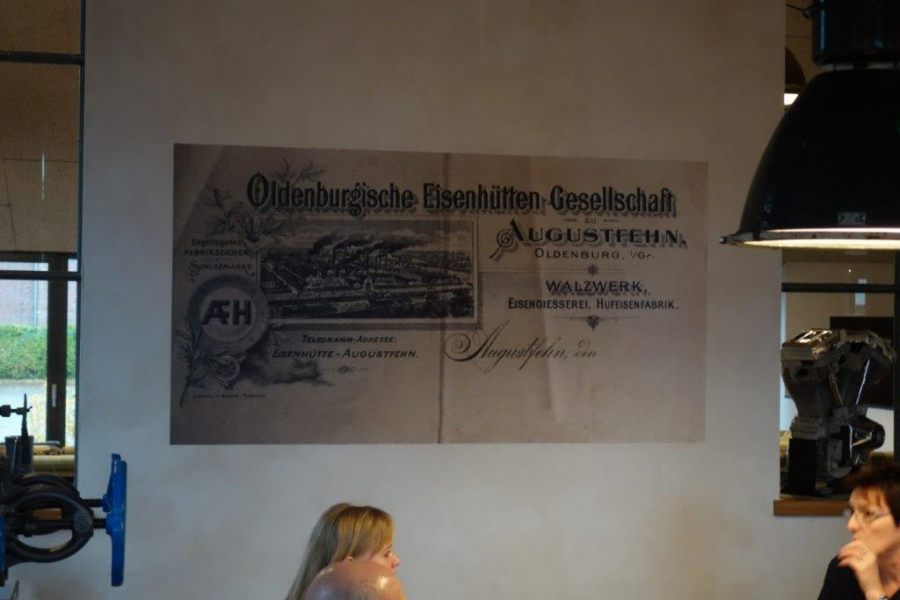 Oldenburgische Eisenhütten-Gesellschaft
zu
AUGUSTFEHN,
OLDENBURG, i/Gr.
Eingetragenes
FABRIKZEICHEN
SCHUTZMARKE
AEH
WALZWERK,
EISENGIESSEREI, HUFEISENFABRIK.
TELEGRAMM-ADRESSE:
EISENHÜTTE-AUGUSTFEHN.
Augustfehn, den